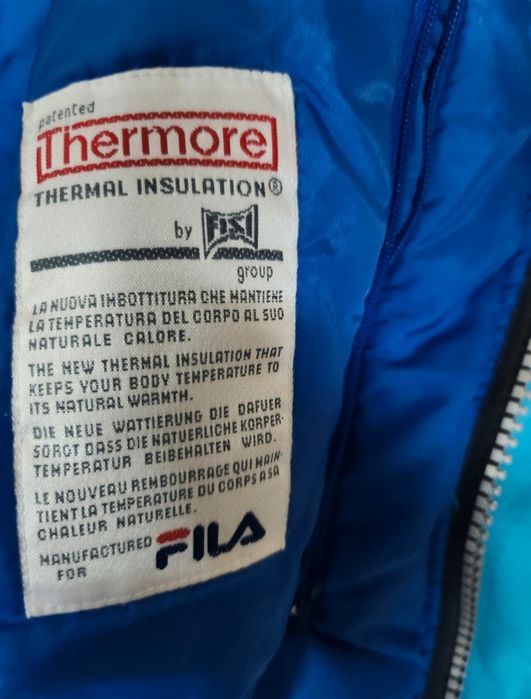 patented
Thermore
THERMAL INSULATION®
by FISI
group
LA NUOVA IMBOTTITURA CHE MANTIENE
LA TEMPERATURA DEL CORPO AL SUO
NATURALE CALORE.
THE NEW THERMAL INSULATION THAT
KEEPS YOUR BODY TEMPERATURE TO
ITS NATURAL WARMTH.
DIE NEUE WATTIERUNG DIE DAFUER
SORGT DASS DIE NATUERLICHE KORPER-
TEMPERATUR BEIBEHALTEN WIRD.
LE NOUVEAU REMBOURRAGE QUI MAIN-
TIENT LA TEMPERATURE DU CORPS A SA
CHALEUR NATURELLE.
MANUFACTURED
FOR
FILA